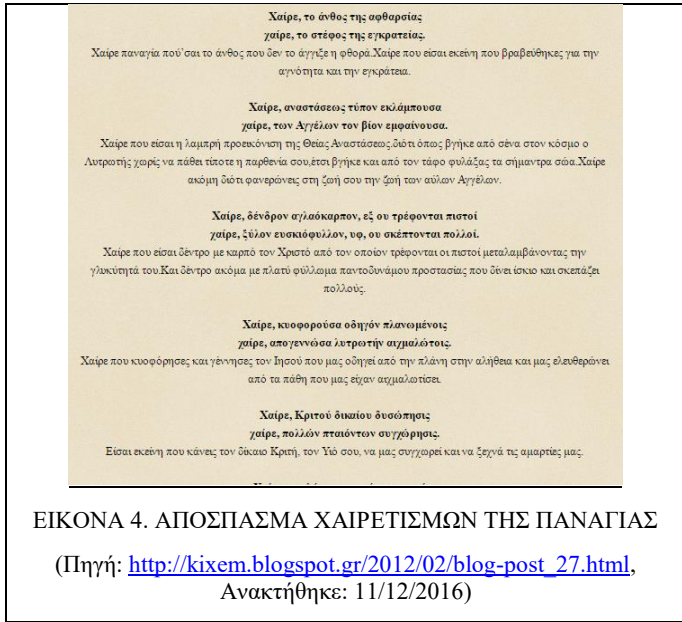 Χαίρε, το άνθος της αφθαρσίας
χαίρε, το στέφος της εγκρατείας.
Χαίρε παναγία πού'σαι το άνθος που δεν το άγγιξε η φθορά.Χαίρε που είσαι εκείνη που βραβεύθηκες για την
αγνότητα και την εγκράτεια.
Χαίρε, αναστάσεως τύπον εκλάμπουσα
χαίρε, των Αγγέλων τον βίον εμφαίνουσα.
Χαίρε που είσαι η λαμπρή προεικόνιση της Θείας Αναστάσεως.διότι όπως βγήκε από σένα στον κόσμο ο
Λυτρωτής χωρίς να πάθει τίποτε η παρθενία σου,έτσι βγήκε και από τον τάφο φυλάξας τα σήμαντρα σώα.Χαίρε
ακόμη διότι φανερώνεις στη ζωή σου την ζωή των αύλων Αγγέλων.
Χαίρε, δένδρον αγλαόκαρπον, εξ ου τρέφονται πιστοί
χαίρε, ξύλον ευσκιόφυλλον, υφ, ου σκέπτονται πολλοί.
Χαίρε που είσαι δέντρο με καρπό τον Χριστό από τον οποίον τρέφονται οι πιστοί μεταλαμβάνοντας την
γλυκύτητά του.Και δέντρο ακόμα με πλατύ φύλλωμα παντοδυνάμου προστασίας που δίνει ίσκιο και σκεπάζει
πολλούς.
Χαίρε, κυοφορούσα οδηγόν πλανωμένοις
χαίρε, απογεννώσα λυτρωτήν αιχμαλώτοις.
Χαίρε που κυοφόρησες και γέννησες τον Ιησού που μας οδηγεί από την πλάνη στην αλήθεια και μας ελευθερώνει
από τα πάθη που μας είχαν αιχμαλωτίσει.
Χαίρε, Κριτού δικαίου δυσώπησις
χαίρε, πολλών πταιόντων συγχώρησις.
Είσαι εκείνη που κάνεις τον δίκαιο Κριτή, τον Υιό σου, να μας συγχωρεί και να ξεχνά τις αμαρτίες μας.
ΕΙΚΟΝΑ 4. ΑΠΟΣΠΑΣΜΑ ΧΑΙΡΕΤΙΣΜΩΝ ΤΗΣ ΠΑΝΑΓΙΑΣ
(Πηγή: http://kixem.blogspot.gr/2012/02/blog-post_27.html,
Ανακτήθηκε: 11/12/2016)